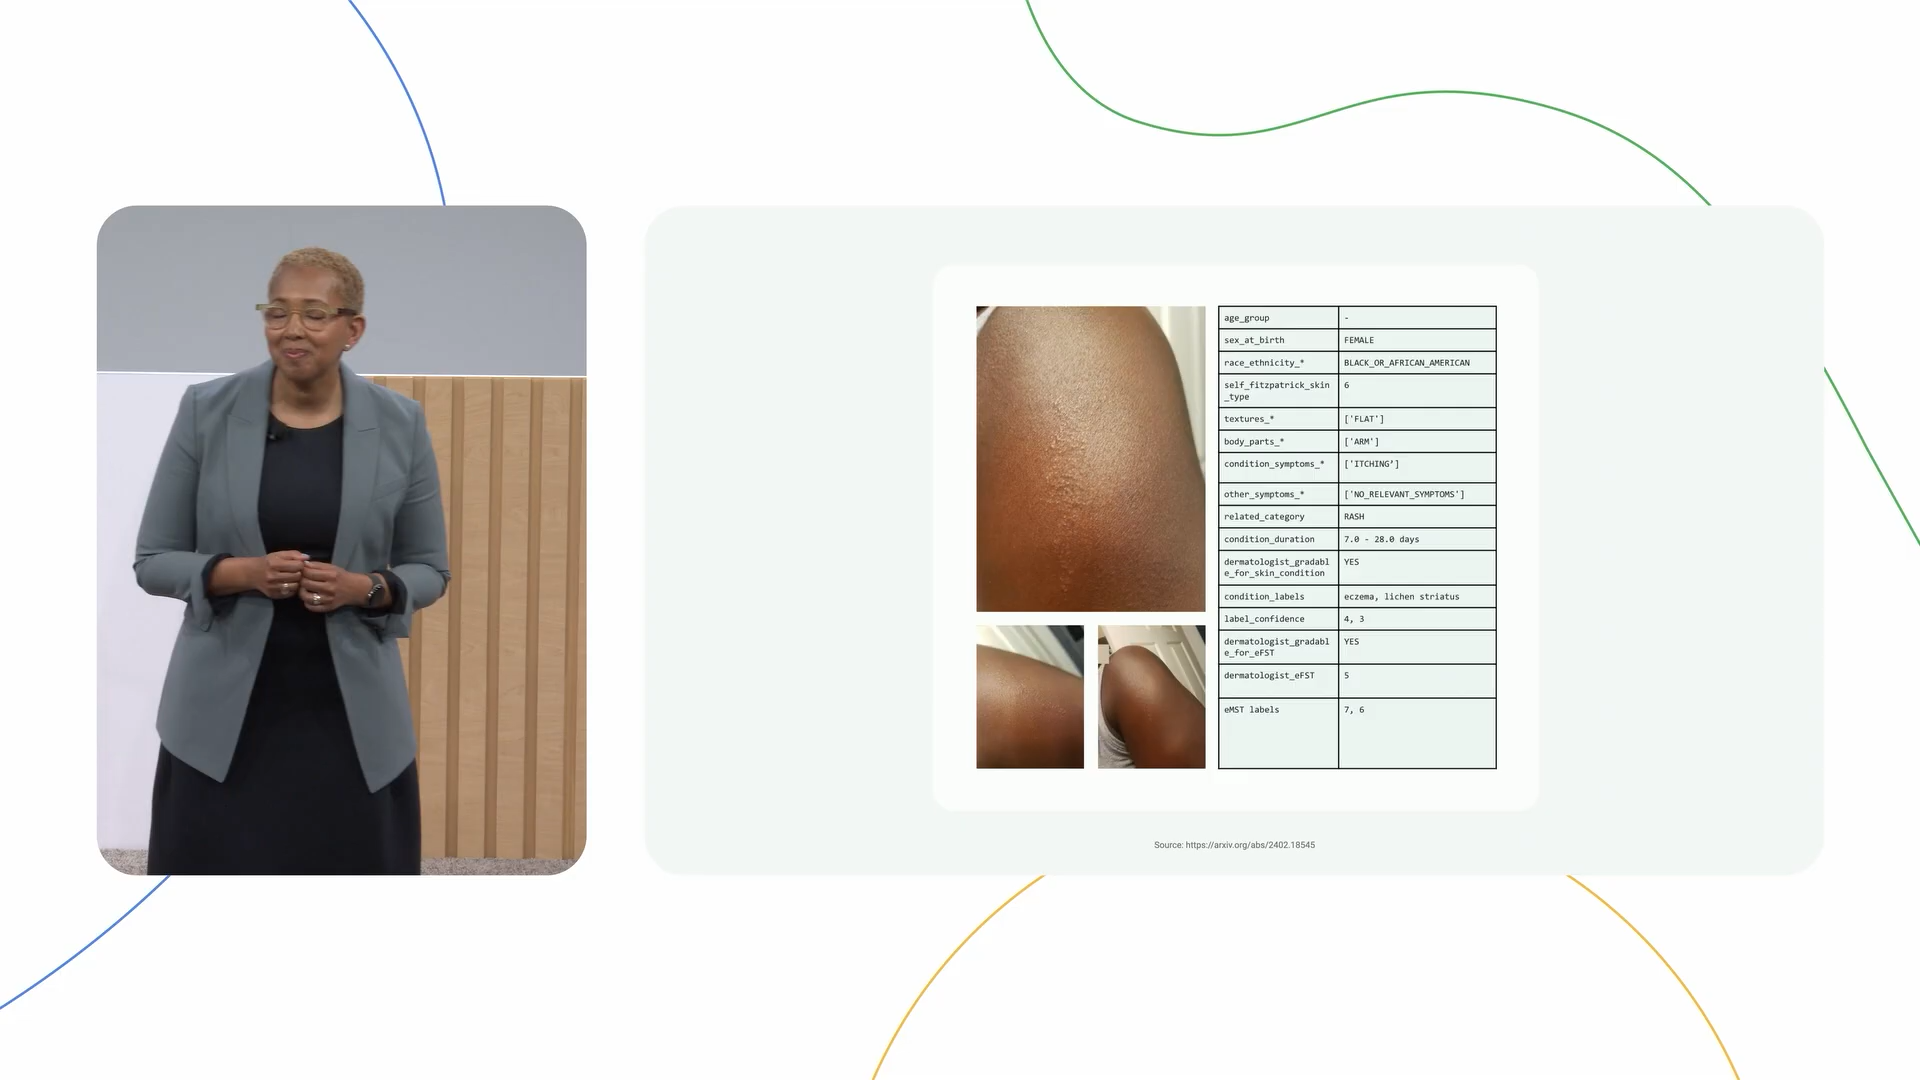 age_group -
sex_at_birth FEMALE
race_ethnicity_* BLACK_OR_AFRICAN_AMERICAN
self_fitzpatrick_skin 6
_type
textures_* ['FLAT']
body_parts_* ['ARM']
condition_symptoms_* ['ITCHING’]
other_symptoms_* ['NO_RELEVANT_SYMPTOMS']
related_category RASH
condition_duration 7.0 - 28.0 days
dermatologist_gradabl YES
e_for_skin_condition
condition_labels eczema, lichen striatus
label_confidence 4, 3
dermatologist_gradabl YES
e_for_eFST
dermatologist_eFST 5
eMST labels 7, 6
Source: https://arxiv.org/abs/2402.18545